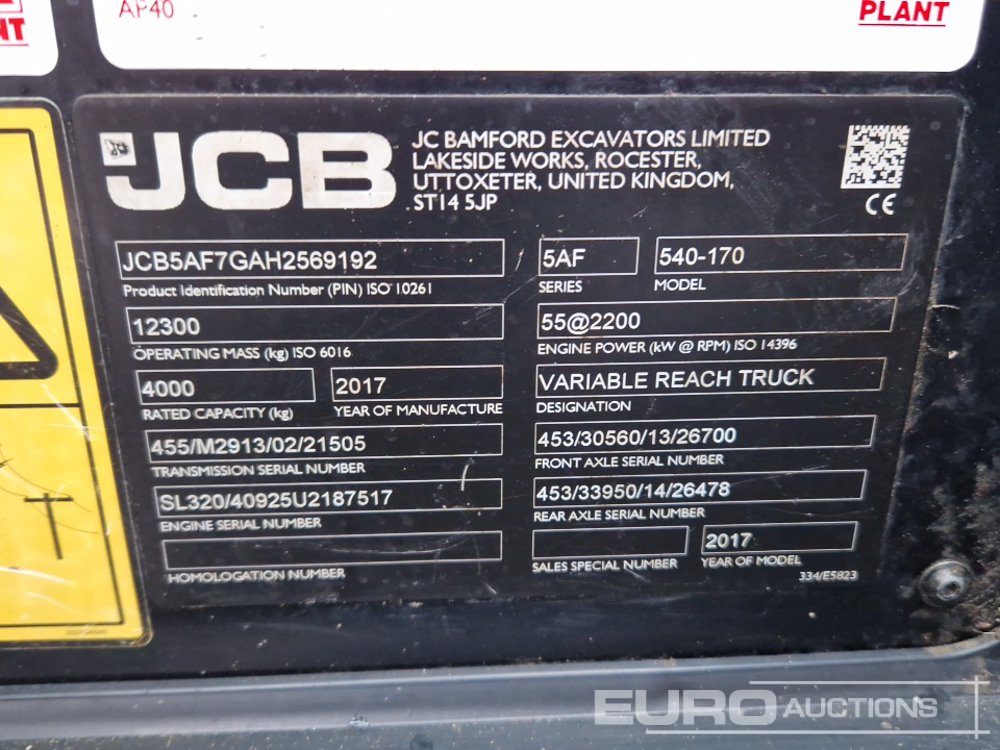 AP40
PLANT
NT
JCB
JC BAMFORD EXCAVATORS LIMITED
LAKESIDE WORKS, ROCESTER,
UTTOXETER, UNITED KINGDOM,
ST14 5JP
CE
JCB5AF7GAH2569192
Product Identification Number (PIN) ISO 10261
5AF
SERIES
540-170
MODEL
12300
OPERATING MASS (kg) ISO 6016
55@2200
ENGINE POWER (kW @ RPM) ISO 14396
4000
RATED CAPACITY (kg)
2017
YEAR OF MANUFACTURE
VARIABLE REACH TRUCK
DESIGNATION
455/M2913/02/21505
TRANSMISSION SERIAL NUMBER
453/30560/13/26700
FRONT AXLE SERIAL NUMBER
SL320/40925U2187517
ENGINE SERIAL NUMBER
453/33950/14/26478
REAR AXLE SERIAL NUMBER
HOMOLOGATION NUMBER
SALES SPECIAL NUMBER
2017
YEAR OF MODEL
334/E5823
EURO AUCTIONS